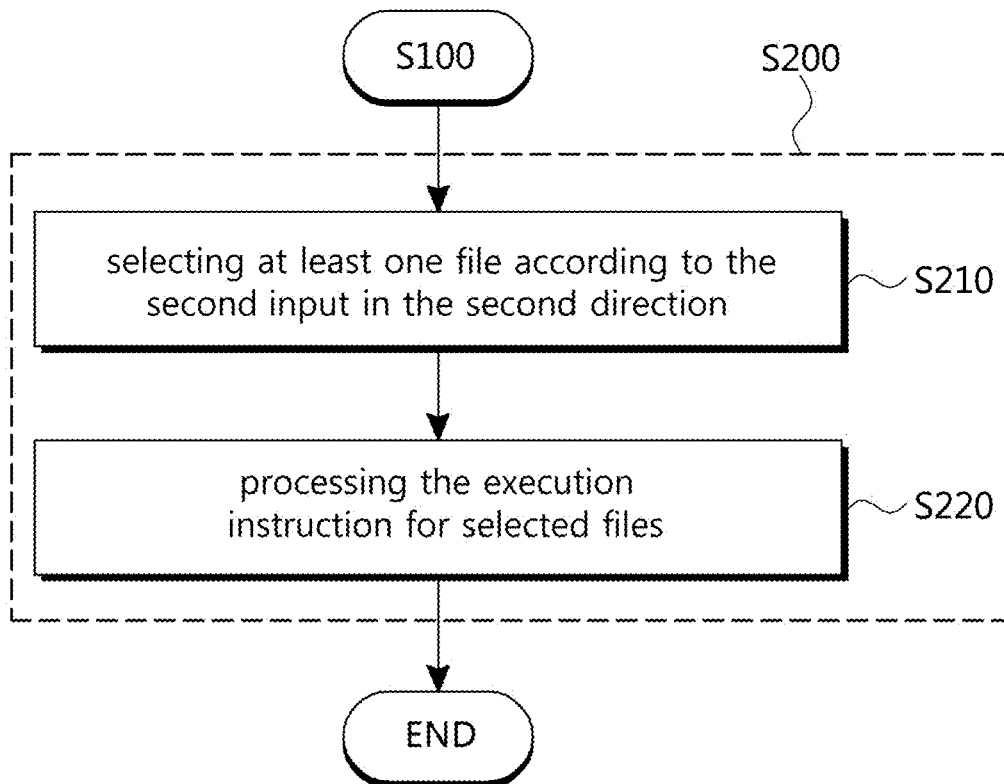 S100
S200
selecting at least one file according to the
second input in the second direction
S210
processing the execution
instruction for selected files
S220
END